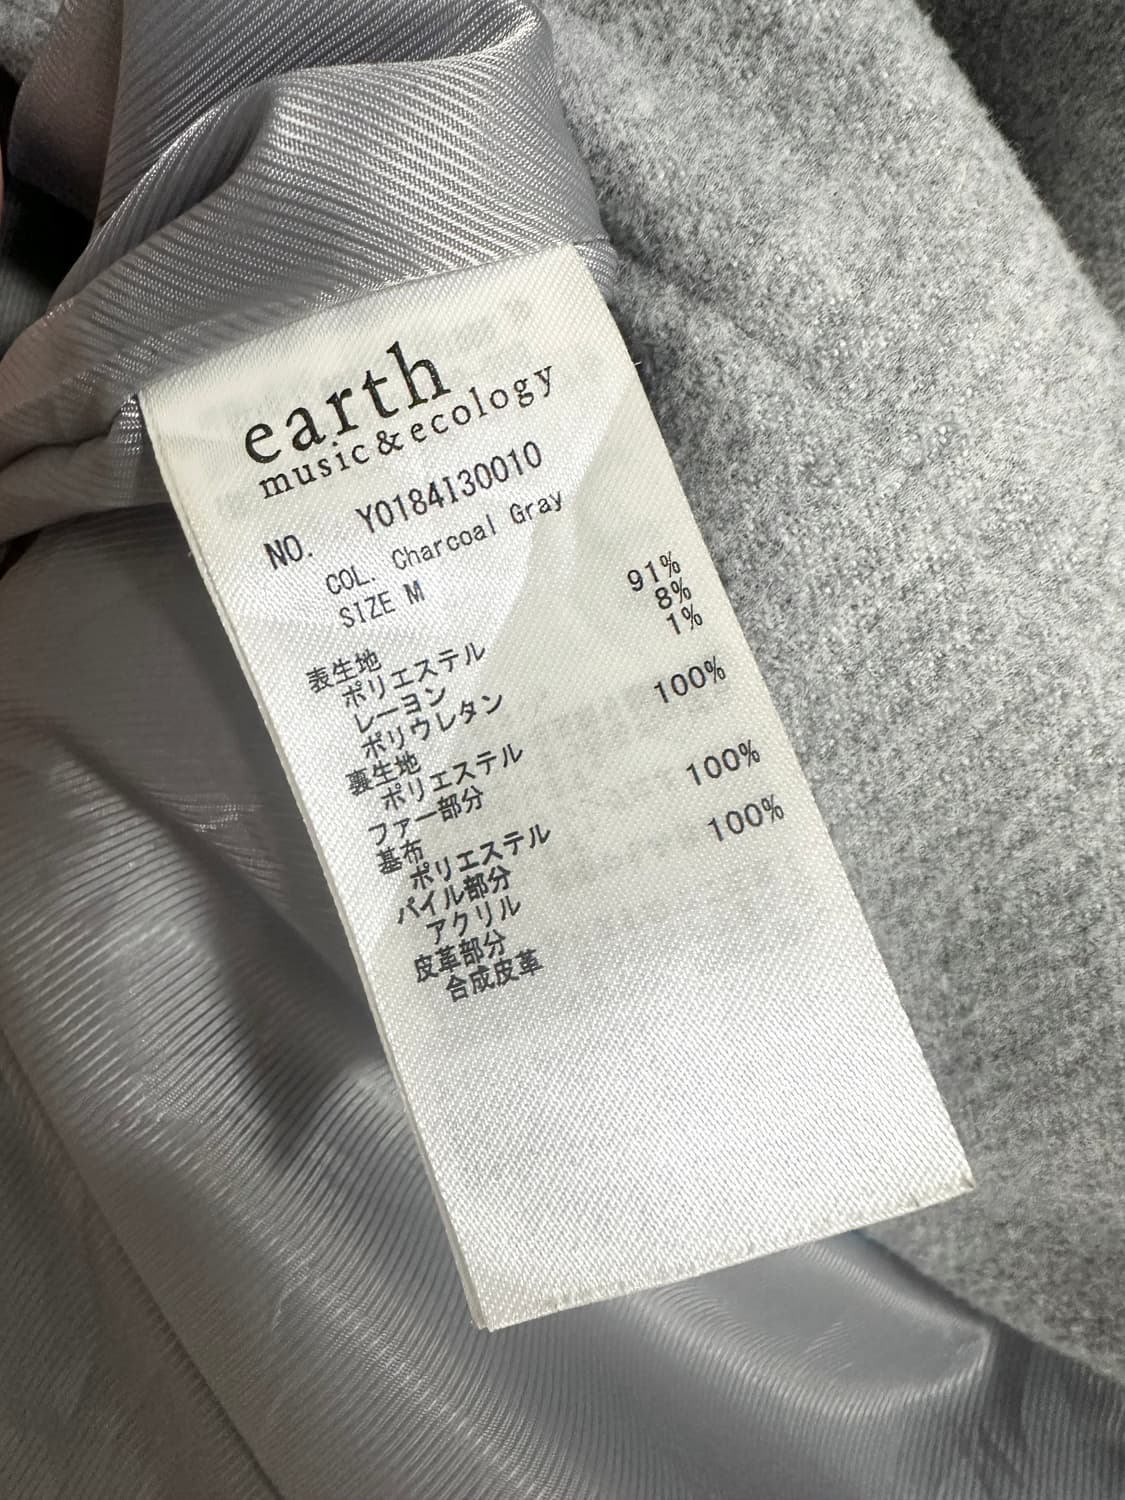 earth
music&ecology
NO. Y0184I30010
COL. Charcoal Gray
SIZE M
表生地
ポリエステル 91%
レーヨン 8%
ポリウレタン 1%
裏生地
ポリエステル 100%
ファー部分
基布
ポリエステル 100%
パイル部分
アクリル 100%
皮革部分
合成皮革